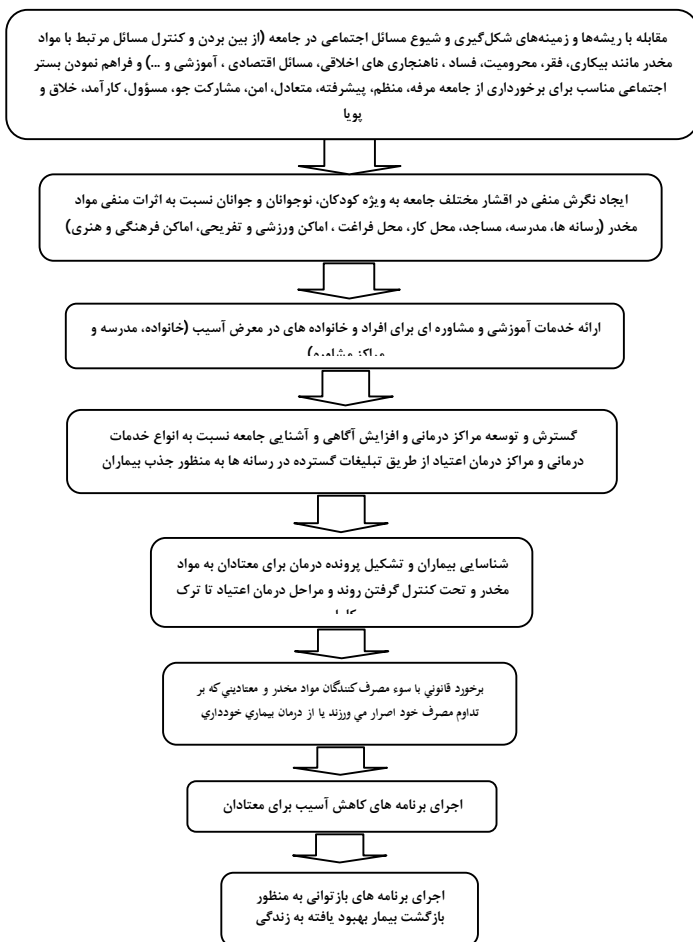 مقابله با ریشه‌ها و زمینه‌های شکل‌گیری و شیوع مسائل اجتماعی در جامعه (از بین بردن و کنترل مسائل مرتبط با مواد
مخدر مانند بیکاری، فقر، محرومیت، فساد ، ناهنجاری های اخلاقی، مسائل اقتصادی ، آموزشی و ...) و فراهم نمودن بستر
اجتماعی مناسب برای برخورداری از جامعه مرفه، منظم، پیشرفته، متعادل، امن، مشارکت جو، مسؤول، کارآمد، خلاق و
پویا
ایجاد نگرش منفی در اقشار مختلف جامعه به ویژه کودکان، نوجوانان و جوانان نسبت به اثرات منفی مواد
مخدر (رسانه ها، مدرسه، مساجد، محل کار، محل فراغت ، اماکن ورزشی و تفریحی، اماکن فرهنگی و هنری)
ارائه خدمات آموزشی و مشاوره ای برای افراد و خانواده های در معرض آسیب (خانواده، مدرسه و
مراکز مشاوره)
گسترش و توسعه مراکز درمانی و افزایش آگاهی و آشنایی جامعه نسبت به انواع خدمات
درمانی و مراکز درمان اعتیاد از طریق تبلیغات گسترده در رسانه ها به منظور جذب بیماران
شناسایی بیماران و تشکیل پرونده درمان برای معتادان به مواد
مخدر و تحت کنترل گرفتن روند و مراحل درمان اعتیاد تا ترک
برخورد قانوني با سوء مصرف کنندگان مواد مخدر و معتادیني که بر
تداوم مصرف خود اصرار مي ورزند یا از درمان بیماري خودداري
اجرای برنامه های کاهش آسیب برای معتادان
اجرای برنامه های بازتوانی به منظور
بازگشت بیمار بهبود یافته به زندگی